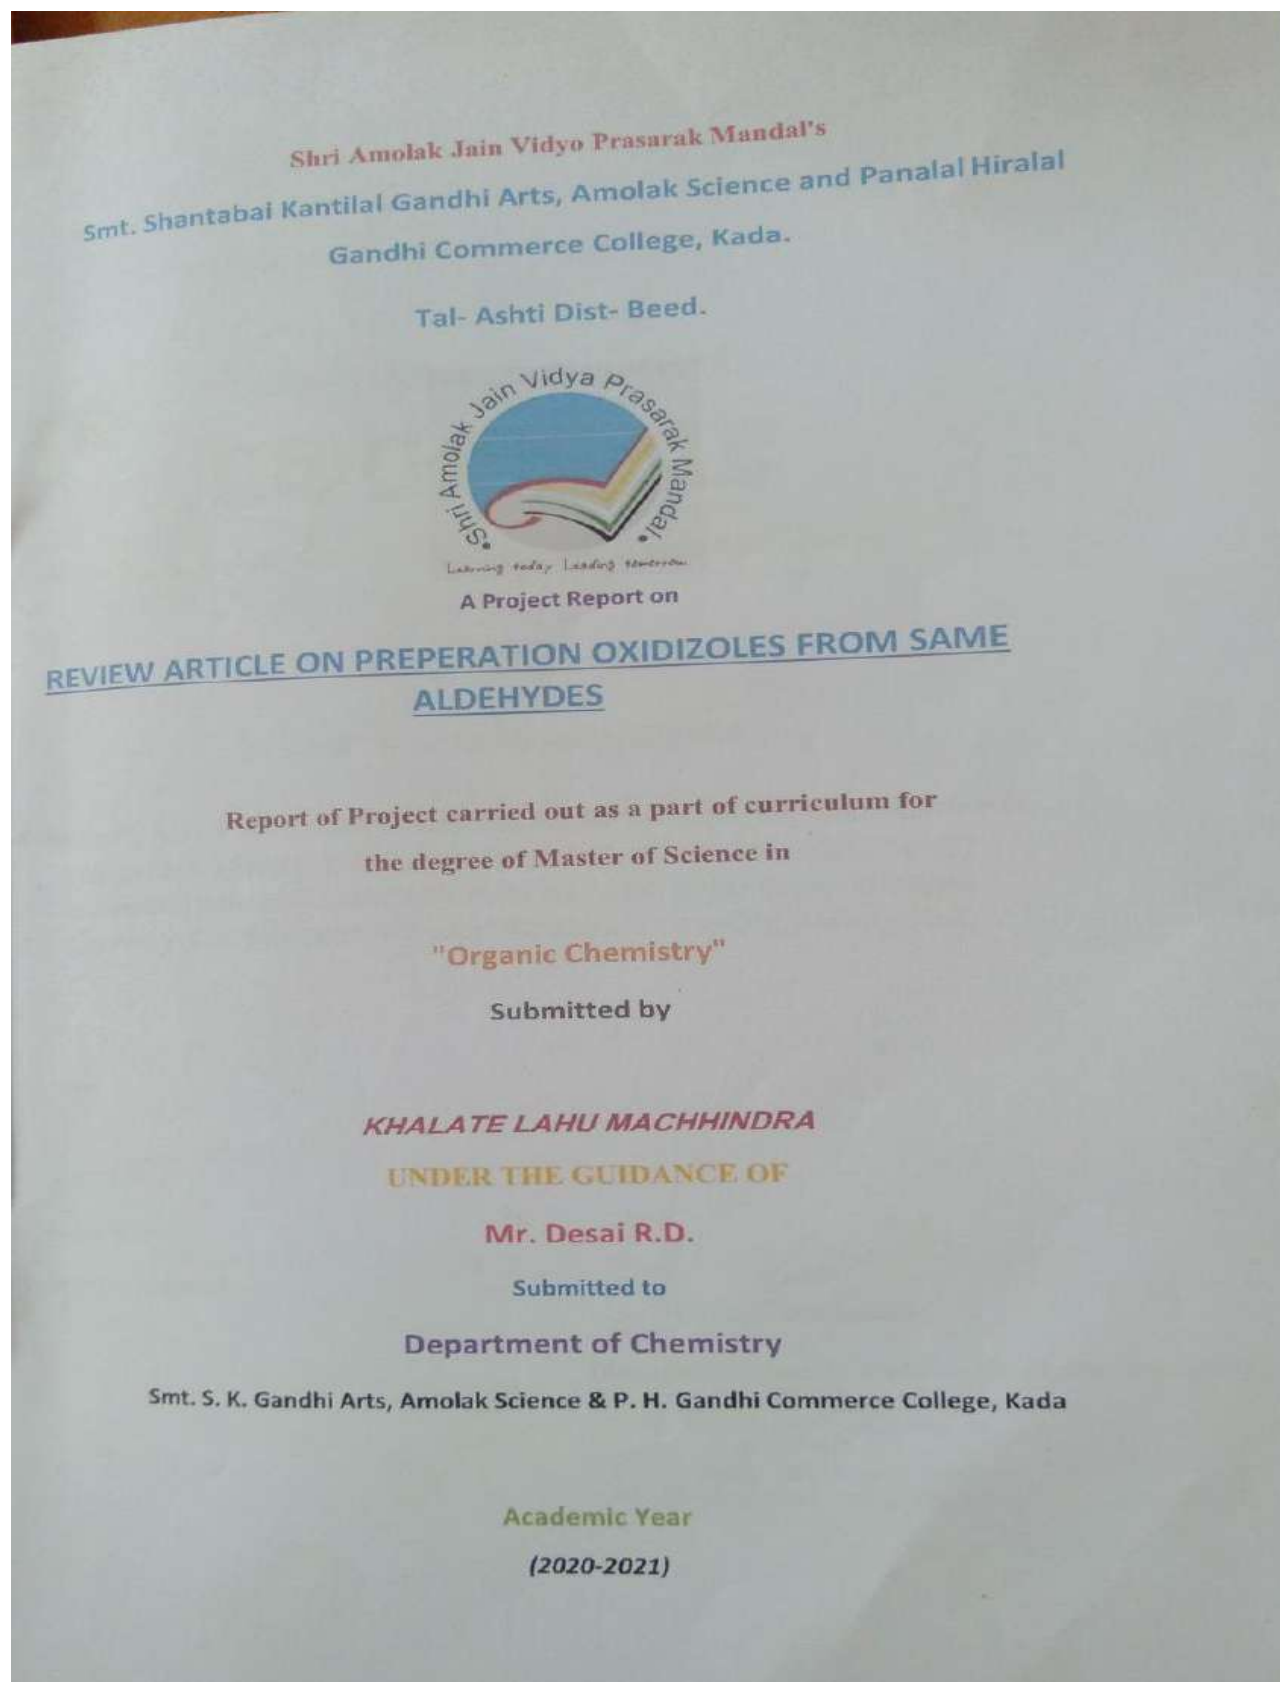 Shri Amolak Jain Vidyo Prasarak Mandal's
Smt. Shantabai Kantilal Gandhi Arts, Amolak Science and Panalal Hiralal
Gandhi Commerce College, Kada.
Tal- Ashti Dist- Beed.
Shri Amolak Jain Vidya Prasarak Mandal
Learning today Leading tomorrow
A Project Report on
REVIEW ARTICLE ON PREPERATION OXIDIZOLES FROM SAME
ALDEHYDES
Report of Project carried out as a part of curriculum for
the degree of Master of Science in
"Organic Chemistry"
Submitted by
KHALATE LAHU MACHHINDRA
UNDER THE GUIDANCE OF
Mr. Desai R.D.
Submitted to
Department of Chemistry
Smt. S. K. Gandhi Arts, Amolak Science & P. H. Gandhi Commerce College, Kada
Academic Year
(2020-2021)